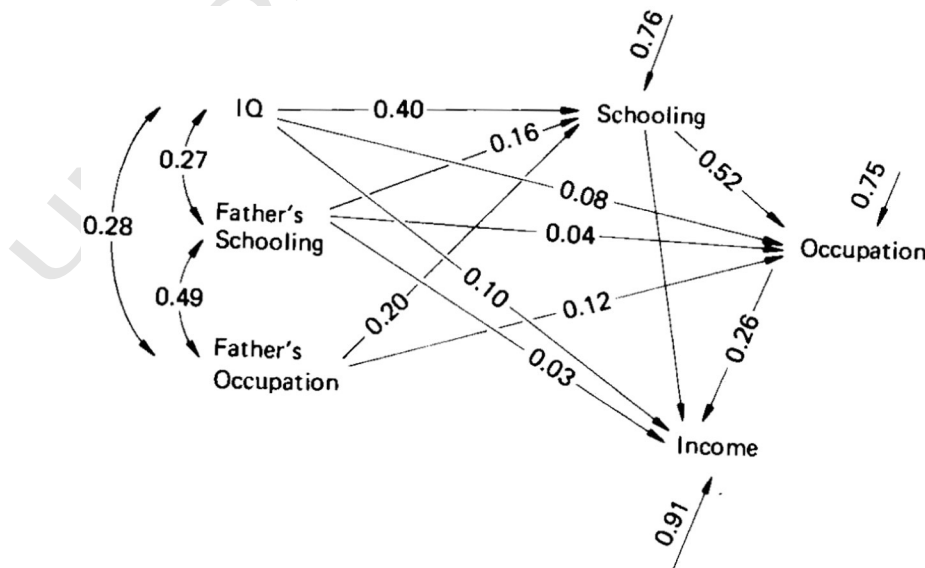 0.76
IQ
0.40
Schooling
0.16
0.27
0.52
0.08
0.75
0.28
Father's
Schooling
0.04
Occupation
0.49
0.10
0.20
0.12
0.26
Father's
Occupation
0.03
Income
0.91